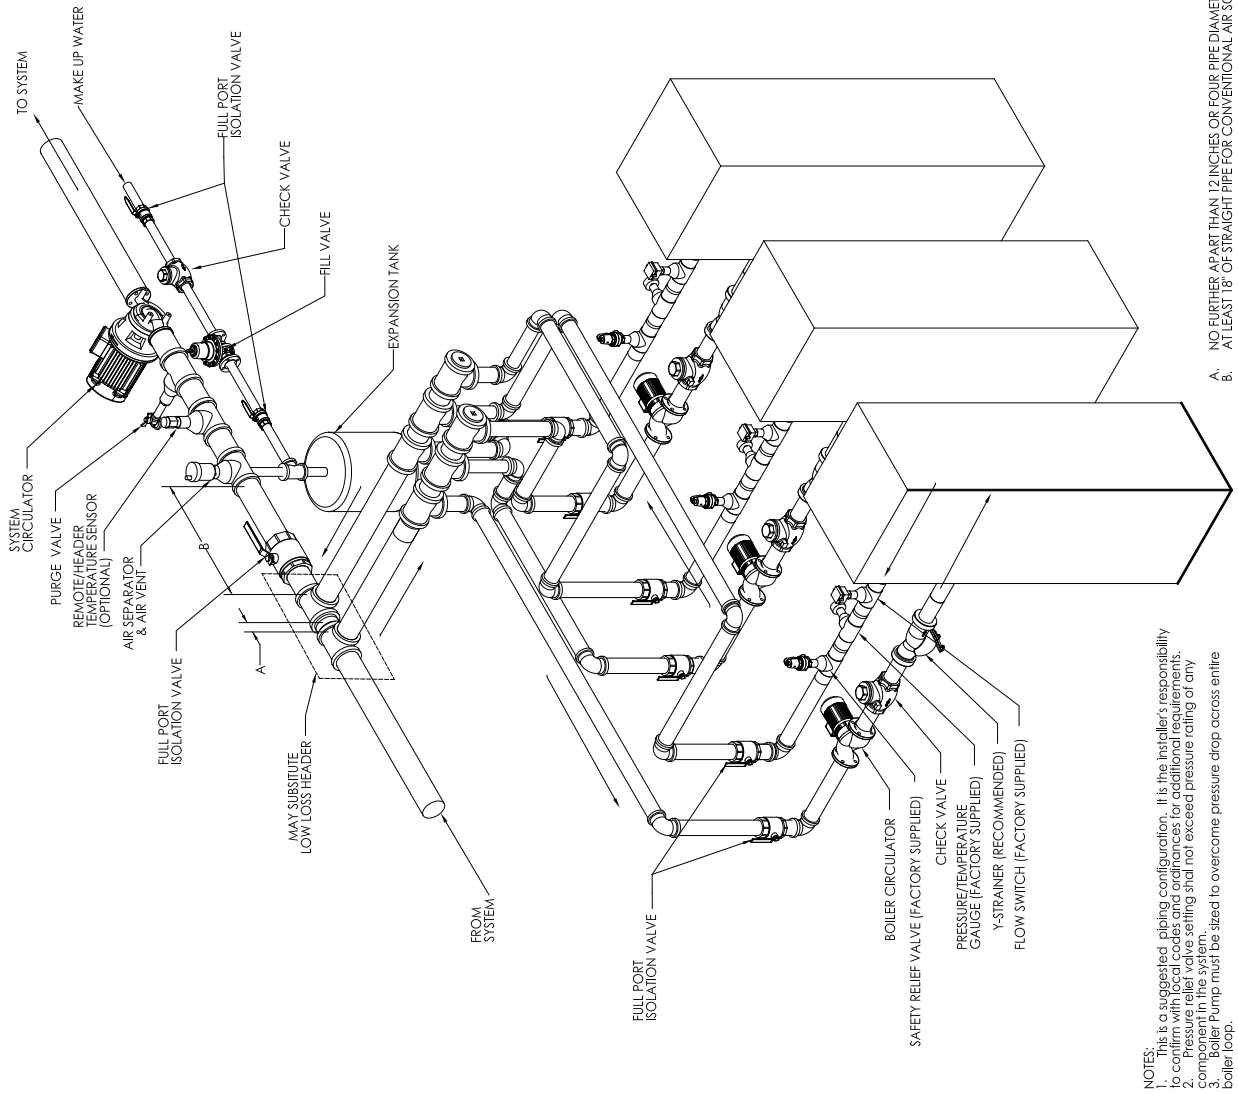 TO SYSTEM
MAKE UP WATER
FULL PORT
ISOLATION VALVE
CHECK VALVE
FILL VALVE
EXPANSION TANK
SYSTEM
CIRCULATOR
PURGE VALVE
REMOTE/HEADER
TEMPERATURE SENSOR
(OPTIONAL)
AIR SEPARATOR
& AIR VENT
B
A
FULL PORT
ISOLATION VALVE
MAY SUBSTITUTE
LOW LOSS HEADER
FROM
SYSTEM
FULL PORT
ISOLATION VALVE
BOILER CIRCULATOR
SAFETY RELIEF VALVE (FACTORY SUPPLIED)
CHECK VALVE
PRESSURE/TEMPERATURE
GAUGE (FACTORY SUPPLIED)
Y-STRAINER (RECOMMENDED)
FLOW SWITCH (FACTORY SUPPLIED)
NOTES:
1. This is a suggested piping configuration. It is the installer's responsibility
to confirm with local codes and ordinances for additional requirements.
2. Pressure relief valve setting shal not exceed pressure rating of any
component in the system.
3. Boiler Pump must be sized to overcome pressure drop across entire
boiler loop.
A. NO FURTHER APART THAN 12 INCHES OR FOUR PIPE
B. AT LEAST 18" OF STRAIGHT PIPE FOR CONVENTIONAL AIR